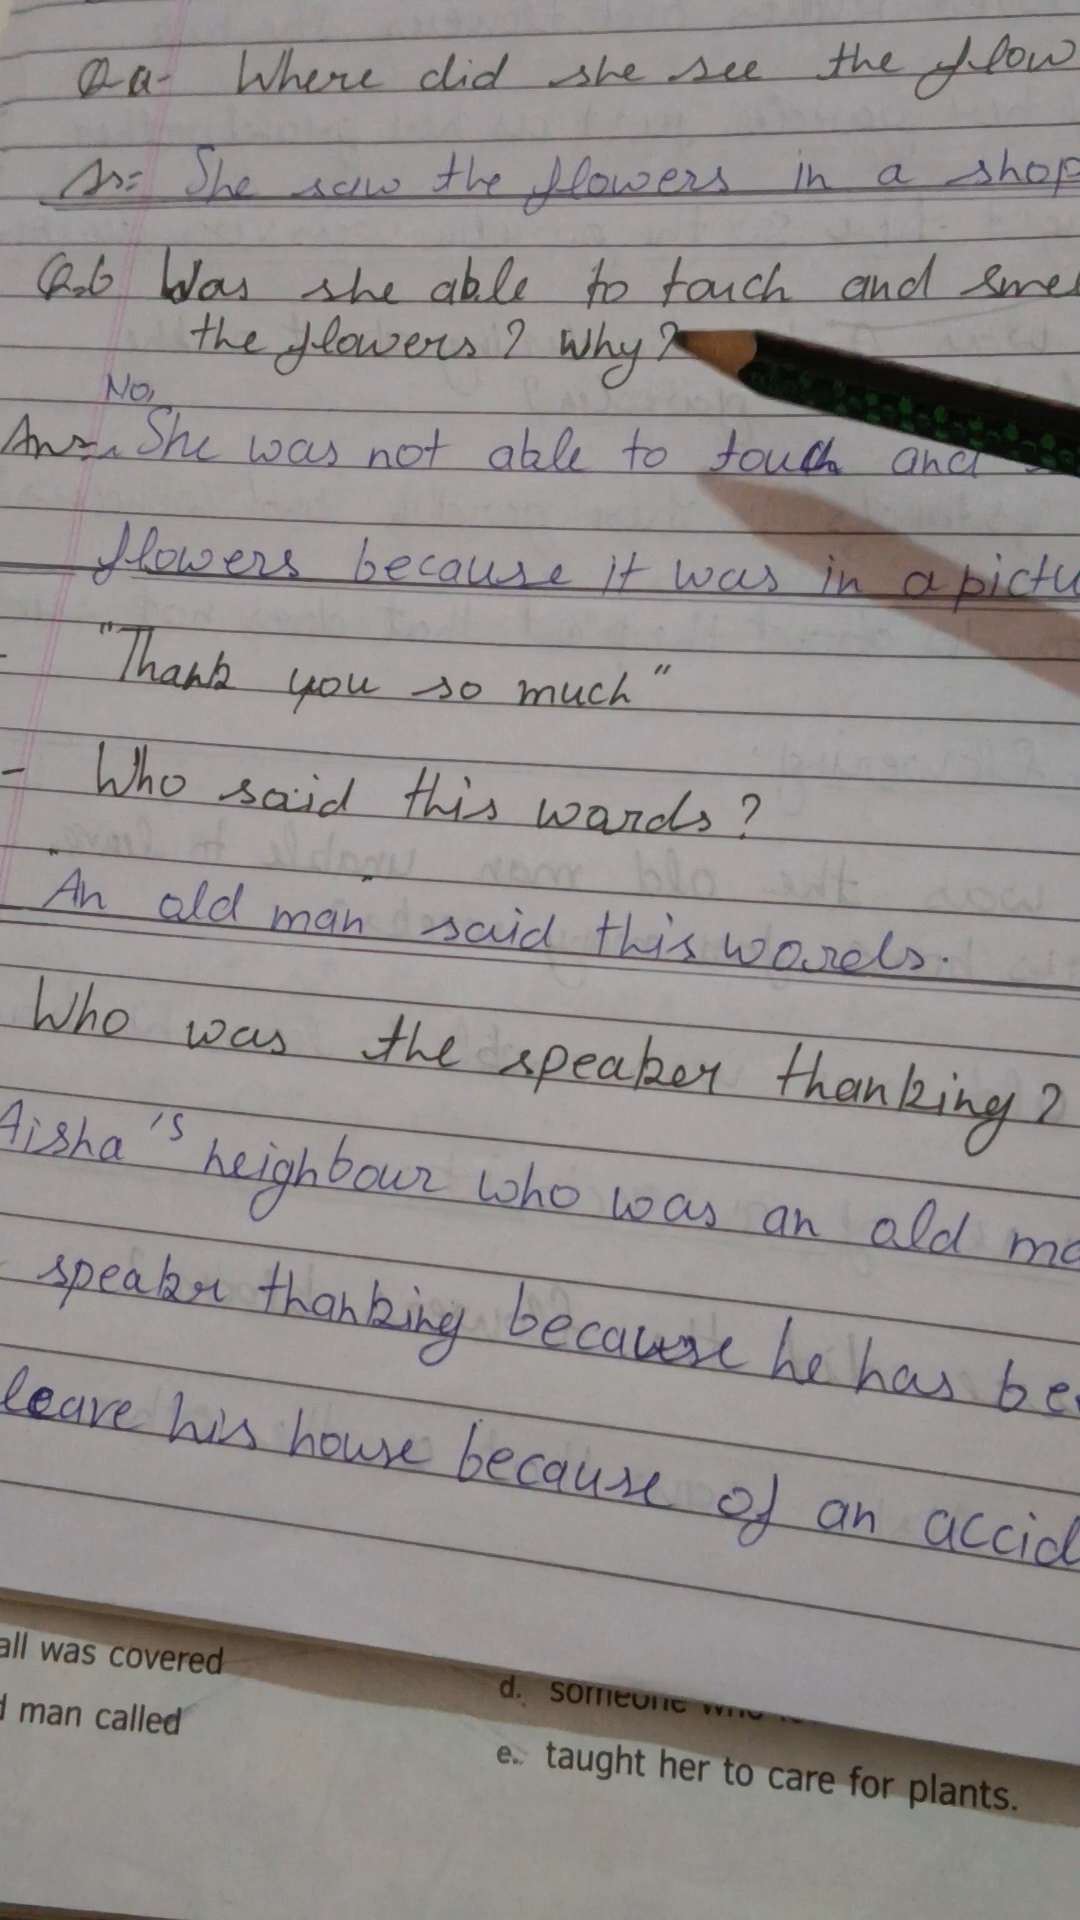 Q a- Where did she see the flow
As= She saw the flowers in a shop
Q.b Was she able to touch and smel
the flowers? Why?
No,
Ans= She was not able to touch and
flowers because it was in a pictu
"Thank you so much"
- Who said this words?
An old man said this words.
Who was the speaker thanking?
Aisha's neighbour who was an old ma
speaker thanking because he has be
leave his house because of an accid
all was covered
d man called
d. someone
e. taught her to care for plants.